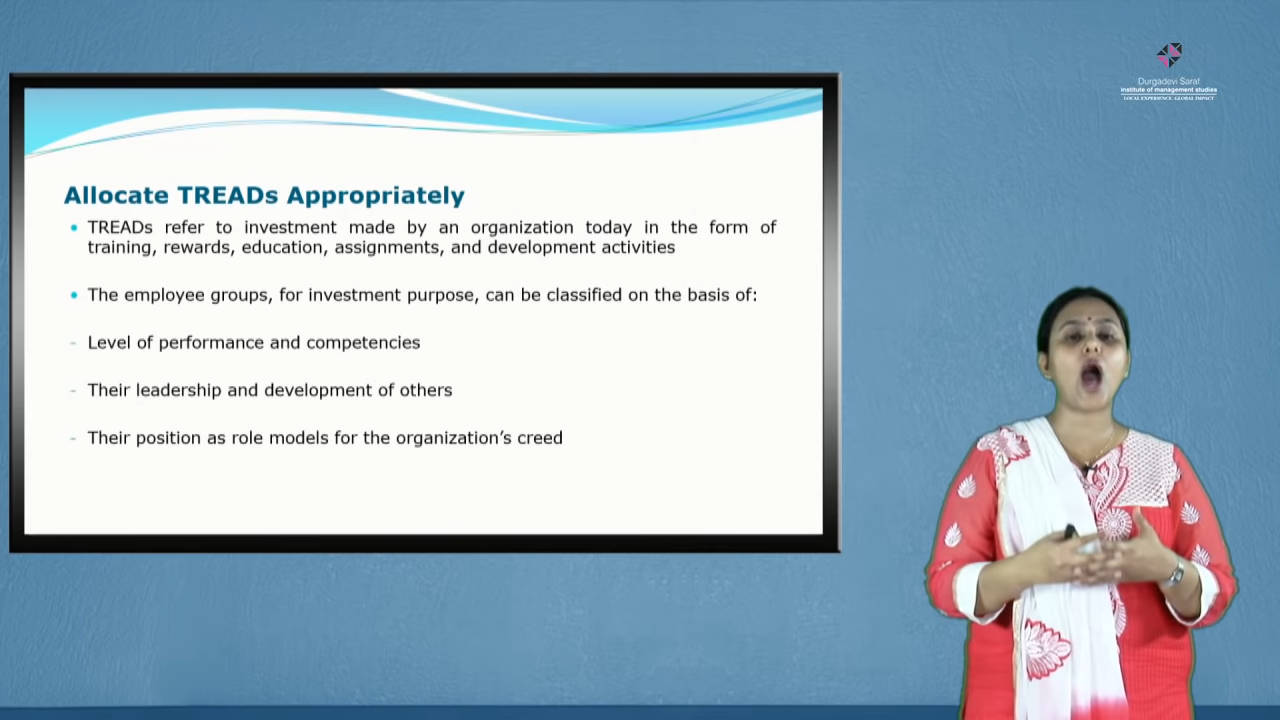 Durgadevi Saraf
institute of management studies
LOCAL EXPERIENCE. GLOBAL IMPACT
Allocate TREADs Appropriately
• TREADs refer to investment made by an organization today in the form of
training, rewards, education, assignments, and development activities
• The employee groups, for investment purpose, can be classified on the basis of:
- Level of performance and competencies
- Their leadership and development of others
- Their position as role models for the organization’s creed